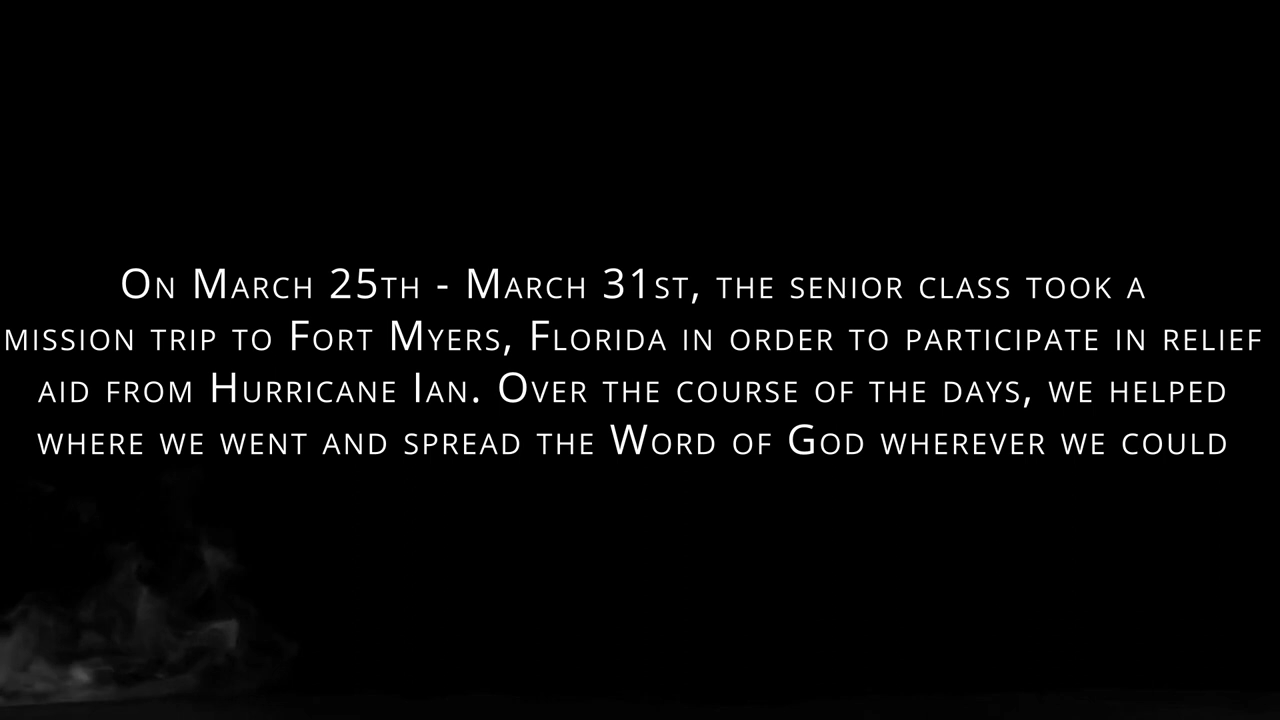 On March 25th - March 31st, the senior class took a
mission trip to Fort Myers, Florida in order to participate in relief
aid from Hurricane Ian. Over the course of the days, we helped
where we went and spread the Word of God wherever we could